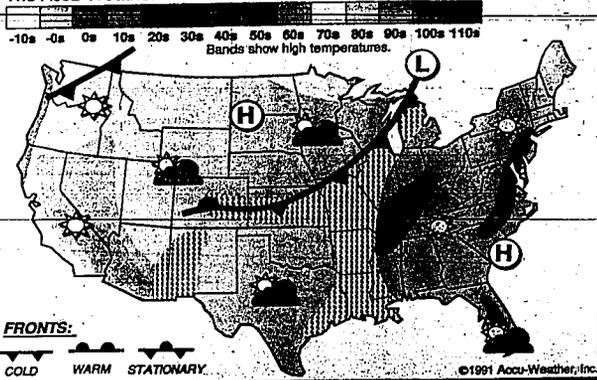 -10s -0s 0s 10s 20s 30s 40s 50s 60s 70s 80s 90s 100s 110s
Bands show high temperatures.
L
H
H
FRONTS:
COLD WARM STATIONARY
©1991 Accu-Weather, Inc.